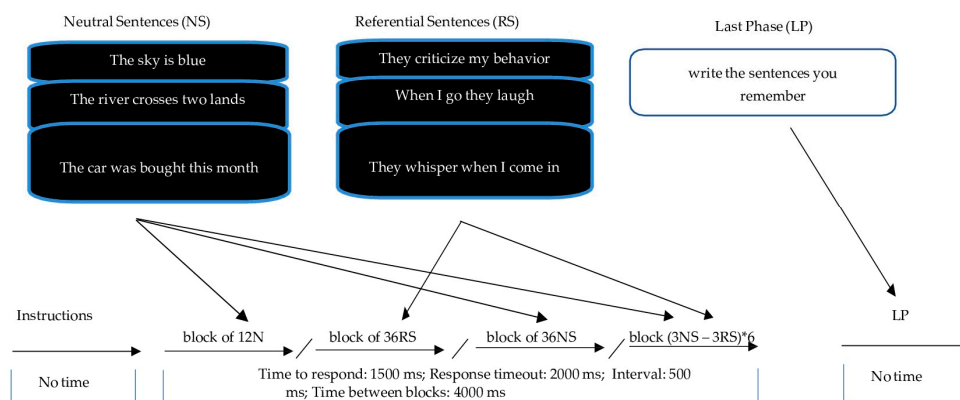 Neutral Sentences (NS)
The sky is blue
The river crosses two lands
The car was bought this month
Referential Sentences (RS)
They criticize my behavior
When I go they laugh
They whisper when I come in
Last Phase (LP)
write the sentences you
remember
Instructions
block of 12N
block of 36RS
block of 36NS
block (3NS – 3RS)*6
LP
No time
Time to respond: 1500 ms; Response timeout: 2000 ms; Interval: 500
ms; Time between blocks: 4000 ms
No time